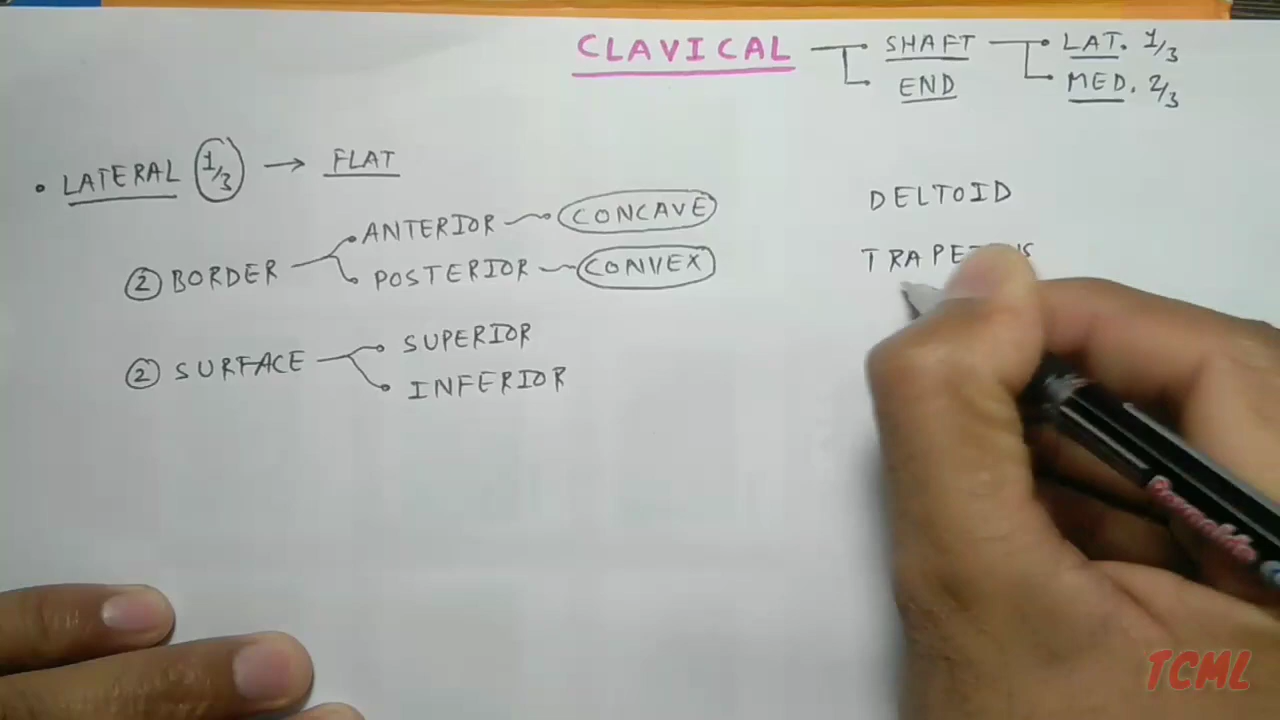 CLAVICAL SHAFT LAT. 1/3
END MED. 2/3
• LATERAL 1/3 → FLAT
ANTERIOR CONCAVE
② BORDER
POSTERIOR CONVEX
② SURFACE SUPERIOR
INFERIOR
DELTOID
TCML